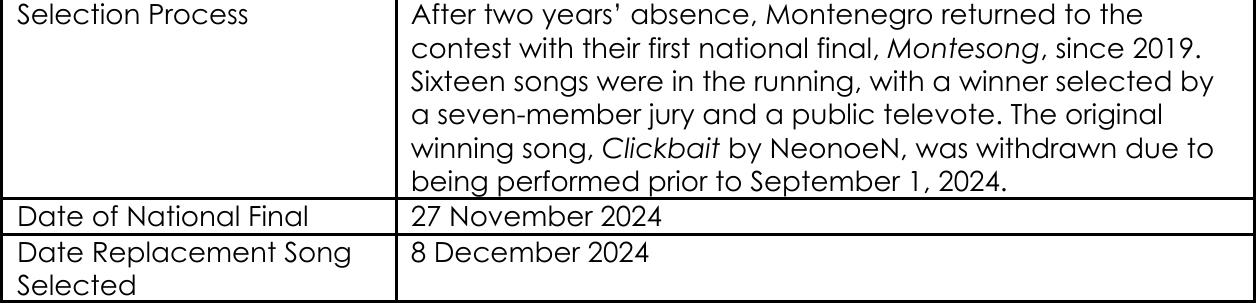 Selection Process
After two years’ absence, Montenegro returned to the
contest with their first national final, Montesong, since 2019.
Sixteen songs were in the running, with a winner selected by
a seven-member jury and a public televote. The original
winning song, Clickbait by NeonoeN, was withdrawn due to
being performed prior to September 1, 2024.
Date of National Final
27 November 2024
Date Replacement Song
Selected
8 December 2024